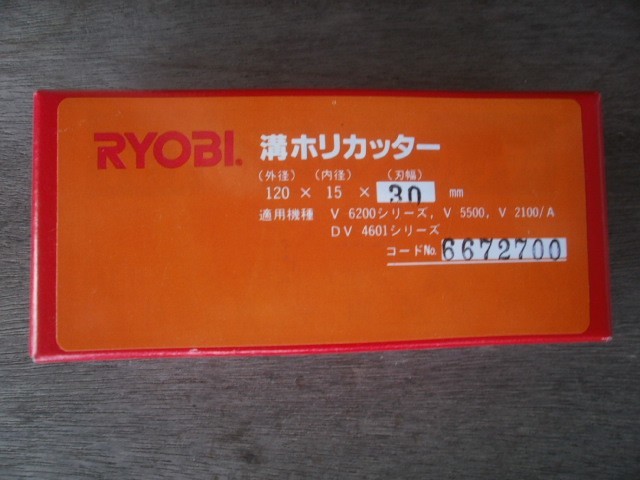 RYOBI. 溝ホリカッター
(外径) (内径) (刃幅)
120 × 15 × 30 mm
適用機種 V 6200シリーズ, V 5500, V 2100/A
DV 4601シリーズ
コードNo. 6672700